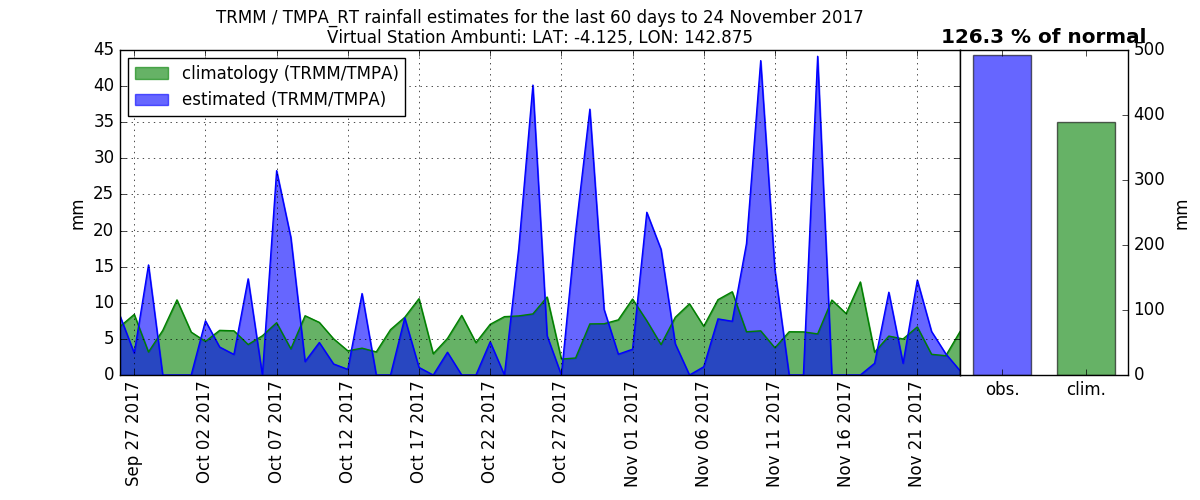 TRMM / TMPA_RT rainfall estimates for the last 60 days to 24 November 2017
Virtual Station Ambunti: LAT: -4.125, LON: 142.875
126.3 % of normal
climatology (TRMM/TMPA)
estimated (TRMM/TMPA)
45
40
35
30
25
20
15
10
5
0
mm
Sep 27 2017
Oct 02 2017
Oct 07 2017
Oct 12 2017
Oct 17 2017
Oct 22 2017
Oct 27 2017
Nov 01 2017
Nov 06 2017
Nov 11 2017
Nov 16 2017
Nov 21 2017
obs.
clim.
500
400
300
200
100
0
mm